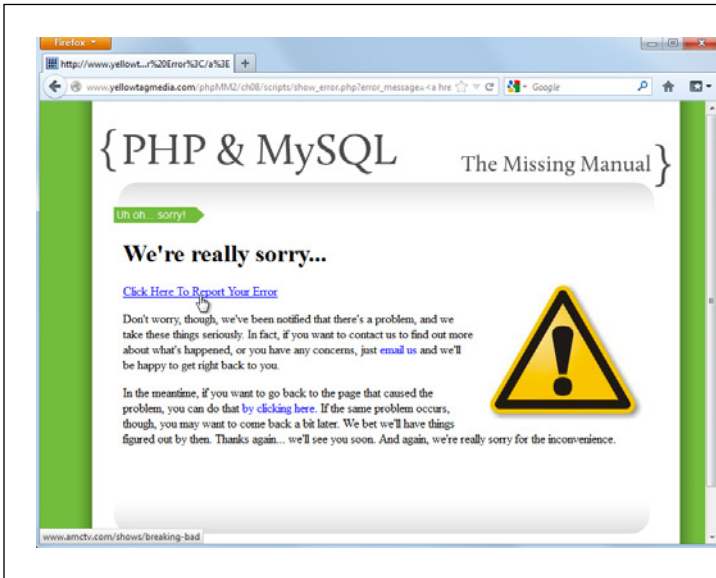 Firefox
http://www.yellowt...r%20Error%3C/a%3E
www.yellowtagmedia.com/phpMM2/ch08/scripts/show_error.php?error_message=<a hre
Google
{PHP & MySQL
The Missing Manual}
Uh oh... sorry!
We're really sorry...
Click Here To Report Your Error
Don't worry, though, we've been notified that there's a problem, and we
take these things seriously. In fact, if you want to contact us to find out more
about what's happened, or you have any concerns, just email us and we'll
be happy to get right back to you.
In the meantime, if you want to go back to the page that caused the
problem, you can do that by clicking here. If the same problem occurs,
though, you may want to come back a bit later. We bet we'll have things
figured out by then. Thanks again... we'll see you soon. And again, we're really sorry for the inconvenience.
www.amctv.com/shows/breaking-bad